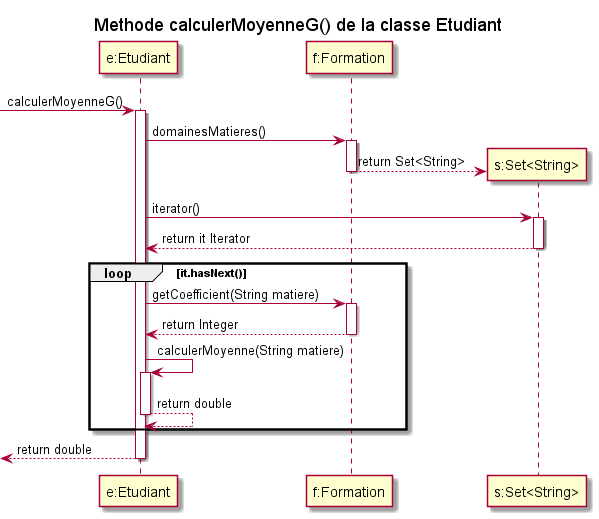 Methode calculerMoyenneG() de la classe Etudiant
e:Etudiant
f:Formation
calculerMoyenneG()
domainesMatieres()
return Set<String>
s:Set<String>
iterator()
return it Iterator
loop [it.hasNext()]
getCoefficient(String matiere)
return Integer
calculerMoyenne(String matiere)
return double
return double
e:Etudiant
f:Formation
s:Set<String>